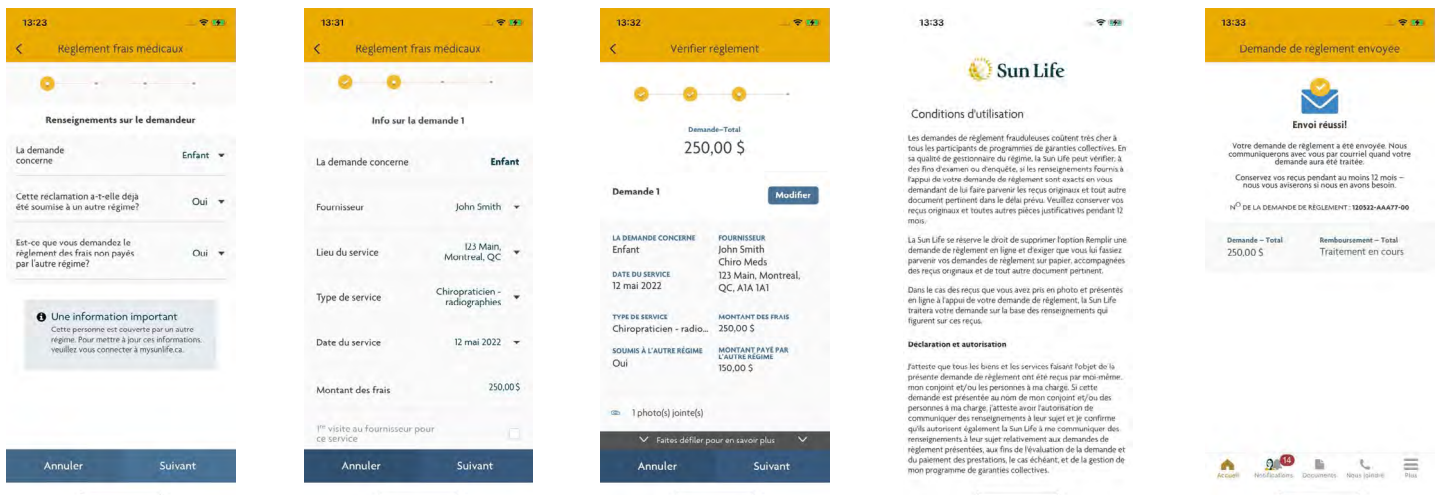 13:23
Règlement frais médicaux
Renseignements sur le demandeur
La demande
concerne
Enfant
Cette réclamation a-t-elle déjà
été soumise à un autre régime?
Oui
Est-ce que vous demandez le
règlement des frais non payés
par l'autre régime?
Oui
Une information important
Cette personne est couverte par un autre
régime. Pour mettre à jour ces informations,
veuillez vous connecter à mysunlife.ca.
Annuler
Suivant
13:31
Règlement frais médicaux
Info sur la demande 1
La demande concerne
Enfant
Fournisseur
John Smith
Lieu du service
123 Main,
Montreal, QC
Type de service
Chiropraticien -
radiographies
Date du service
12 mai 2022
Montant des frais
250,00 $
1re visite au fournisseur pour
ce service
Annuler
Suivant
13:32
Vérifier règlement
Demande–Total
250,00 $
Demande 1
Modifier
LA DEMANDE CONCERNE
Enfant
FOURNISSEUR
John Smith
Chiro Meds
123 Main, Montreal,
QC, A1A 1A1
DATE DU SERVICE
12 mai 2022
TYPE DE SERVICE
Chiropraticien - radio...
MONTANT DES FRAIS
250,00 $
SOUMIS À L'AUTRE RÉGIME
Oui
MONTANT PAYÉ PAR
L'AUTRE RÉGIME
150,00 $
1 photo(s) jointe(s)
Faites défiler pour en savoir plus
Annuler
Suivant
13:33
Sun Life
Conditions d'utilisation
Les demandes de règlement frauduleuses coûtent très cher à
tous les participants de programmes de garanties collectives. En
sa qualité de gestionnaire du régime, la Sun Life peut vérifier, à
des fins d'examen ou d'enquête, si les renseignements fournis à
l'appui de votre demande de règlement sont exacts en vous
demandant de lui faire parvenir les reçus originaux et tout autre
document pertinent dans le délai prévu. Veuillez conserver vos
reçus originaux et toutes autres pièces justificatives pendant 12
mois.
La Sun Life se réserve le droit de supprimer l'option Remplir une
demande de règlement en ligne et d'exiger que vous lui fassiez
parvenir vos demandes de règlement sur papier, accompagnées
des reçus originaux et de tout autre document pertinent.
Dans le cas des reçus que vous avez pris en photo et présentés
en ligne à l'appui de votre demande de règlement, la Sun Life
traitera votre demande sur la base des renseignements qui
figurent sur ces reçus.
Déclaration et autorisation
J'atteste que tous les biens et les services faisant l'objet de la
présente demande de règlement ont été reçus par moi-même,
mon conjoint et/ou les personnes à ma charge. Si cette
demande est présentée au nom de mon conjoint et/ou des
personnes à ma charge, j'atteste avoir l'autorisation de
communiquer des renseignements à leur sujet et je confirme
qu'ils autorisent également la Sun Life à me communiquer des
renseignements à leur sujet relativement aux demandes de
règlement présentées, aux fins de l'évaluation de la demande et
du paiement des prestations, le cas échéant, et de la gestion de
mon programme de garanties collectives.
13:33
Demande de règlement envoyée
Envoi réussi!
Votre demande de règlement a été envoyée. Nous
communiquerons avec vous par courriel quand votre
demande aura été traitée.
Conservez vos reçus pendant au moins 12 mois –
nous vous aviserons si nous en avons besoin.
NO DE LA DEMANDE DE RÈGLEMENT : 120522-AAA77-00
Demande – Total
250,00 $
Remboursement – Total
Traitement en cours
14
Accueil
Notifications
Documents
Nous joindre
Plus